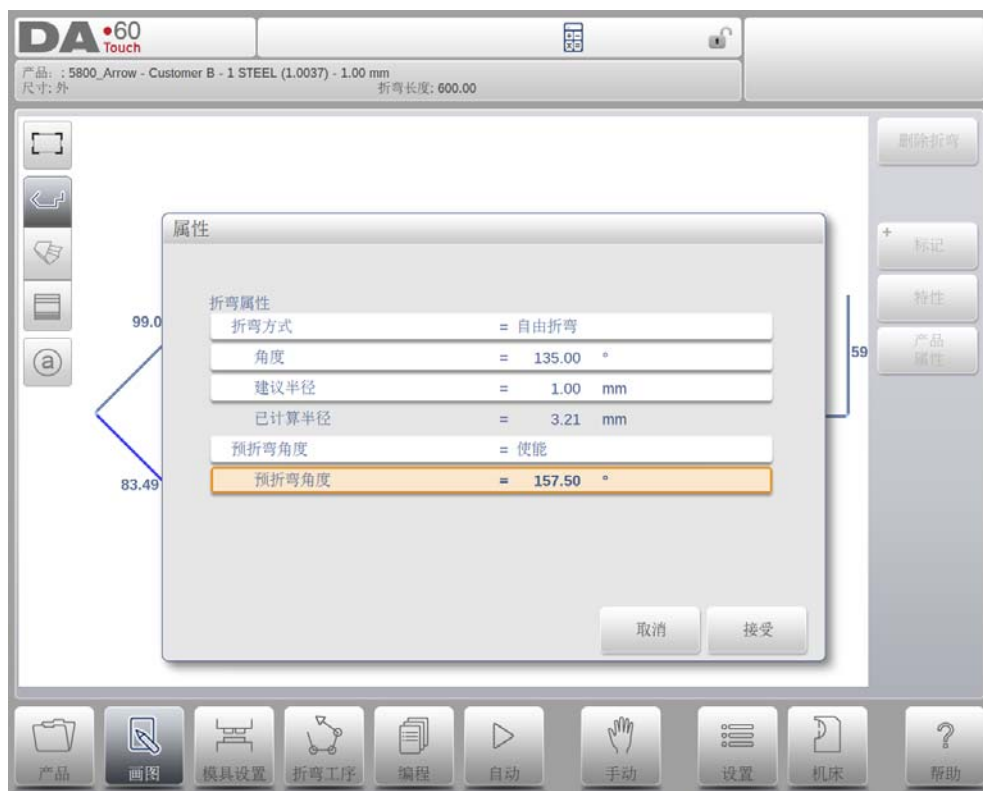 DA•60
Touch
产品: : 5800_Arrow - Customer B - 1 STEEL (1.0037) - 1.00 mm
尺寸: 外 折弯长度: 600.00
删除折弯
+ 标记
特性
产品
属性
ⓐ
99.0
83.49
59
属性
折弯属性
折弯方式 = 自由折弯
角度 = 135.00 °
建议半径 = 1.00 mm
已计算半径 = 3.21 mm
预折弯角度 = 使能
预折弯角度 = 157.50 °
取消 接受
产品 画图 模具设置 折弯工序 编程 自动 手动 设置 机床 帮助